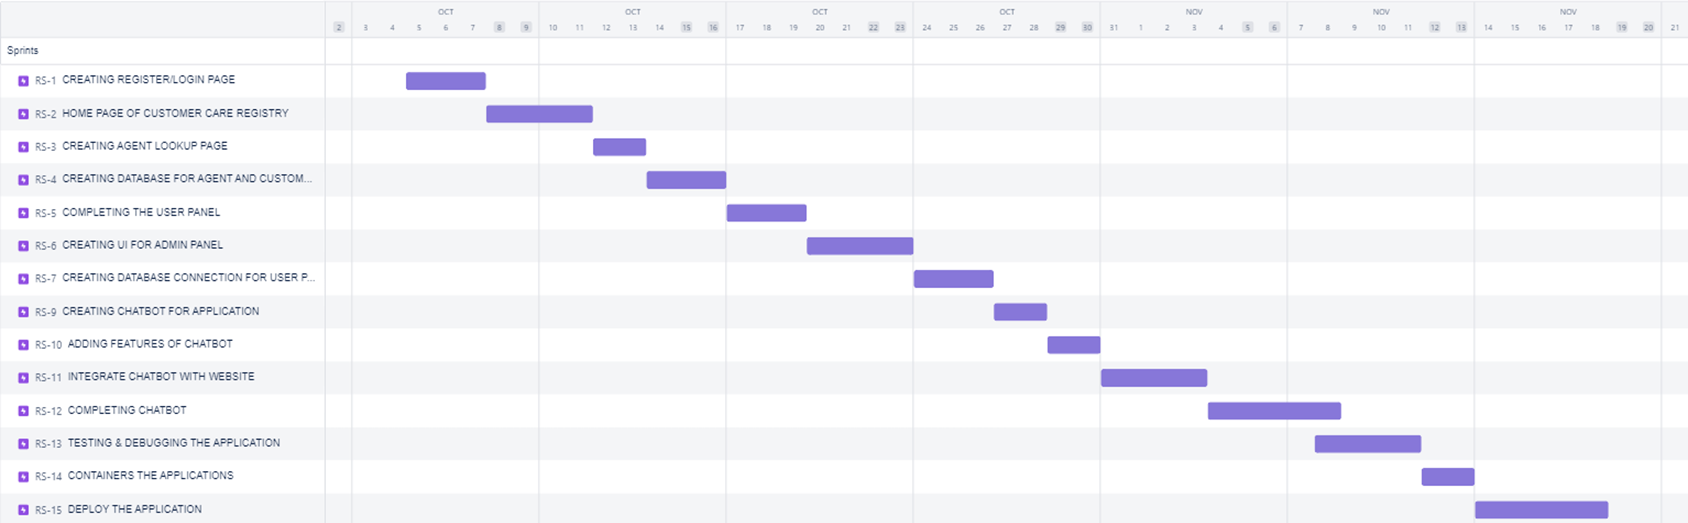 OCT OCT OCT OCT NOV NOV NOV
2 3 4 5 6 7 8 9 10 11 12 13 14 15 16 17 18 19 20 21 22 23 24 25 26 27 28 29 30 31 1 2 3 4 5 6 7 8 9 10 11 12 13 14 15 16 17 18 19 20 21
Sprints
RS-1 CREATING REGISTER/LOGIN PAGE
RS-2 HOME PAGE OF CUSTOMER CARE REGISTRY
RS-3 CREATING AGENT LOOKUP PAGE
RS-4 CREATING DATABASE FOR AGENT AND CUSTOM...
RS-5 COMPLETING THE USER PANEL
RS-6 CREATING UI FOR ADMIN PANEL
RS-7 CREATING DATABASE CONNECTION FOR USER P...
RS-9 CREATING CHATBOT FOR APPLICATION
RS-10 ADDING FEATURES OF CHATBOT
RS-11 INTEGRATE CHATBOT WITH WEBSITE
RS-12 COMPLETING CHATBOT
RS-13 TESTING & DEBUGGING THE APPLICATION
RS-14 CONTAINERS THE APPLICATIONS
RS-15 DEPLOY THE APPLICATION